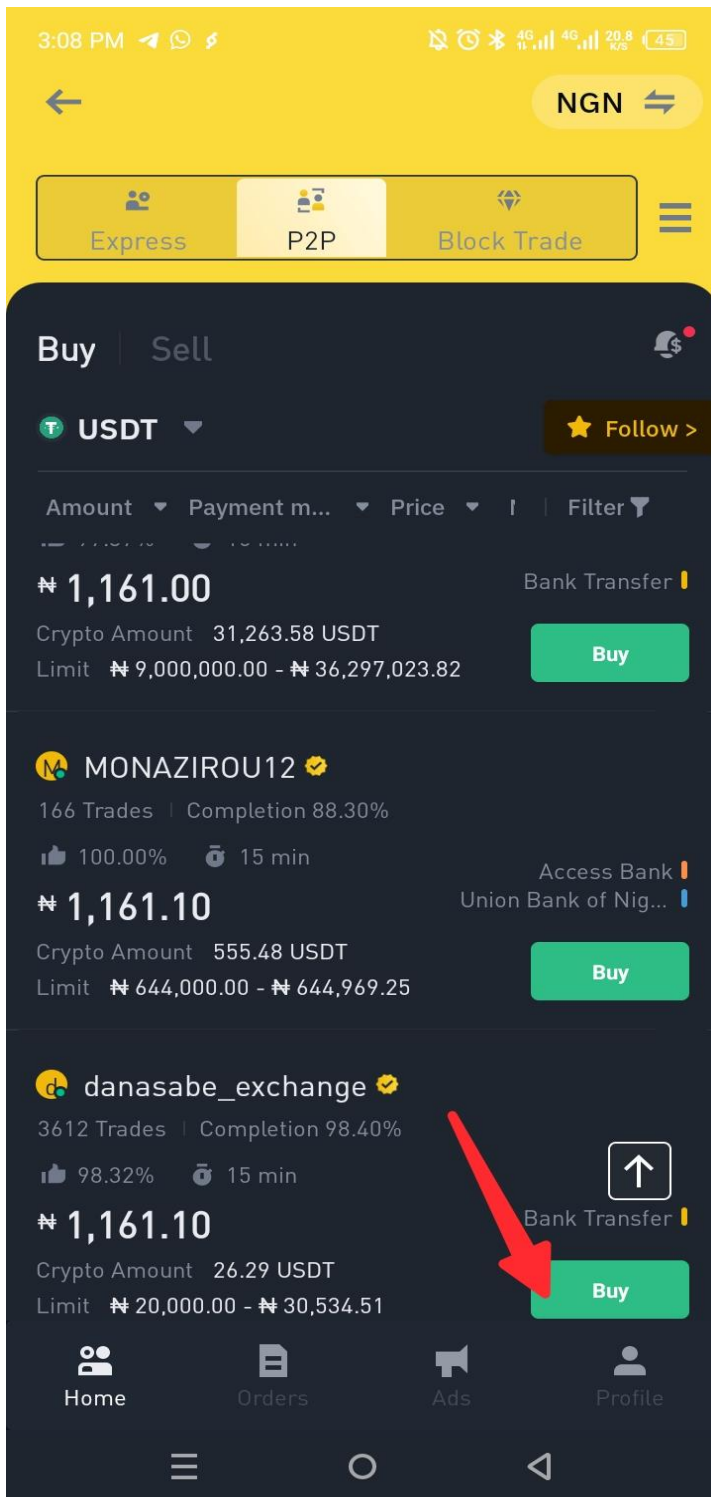 3:08 PM 4G 4G 20.8 K/S 45
NGN
Express P2P Block Trade
Buy Sell
USDT Follow >
Amount Payment m... Price Filter
₦ 1,161.00 Bank Transfer
Crypto Amount 31,263.58 USDT
Limit ₦ 9,000,000.00 - ₦ 36,297,023.82
Buy
MONAZIROU12
166 Trades Completion 88.30%
100.00% 15 min
Access Bank
Union Bank of Nig...
₦ 1,161.10
Crypto Amount 555.48 USDT
Limit ₦ 644,000.00 - ₦ 644,969.25
Buy
danasabe_exchange
3612 Trades Completion 98.40%
98.32% 15 min
₦ 1,161.10 Bank Transfer
Crypto Amount 26.29 USDT
Limit ₦ 20,000.00 - ₦ 30,534.51
Buy
Home Orders Ads Profile